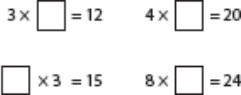 3 × □ = 12 4 × □ = 20
□ × 3 = 15 8 × □ = 24